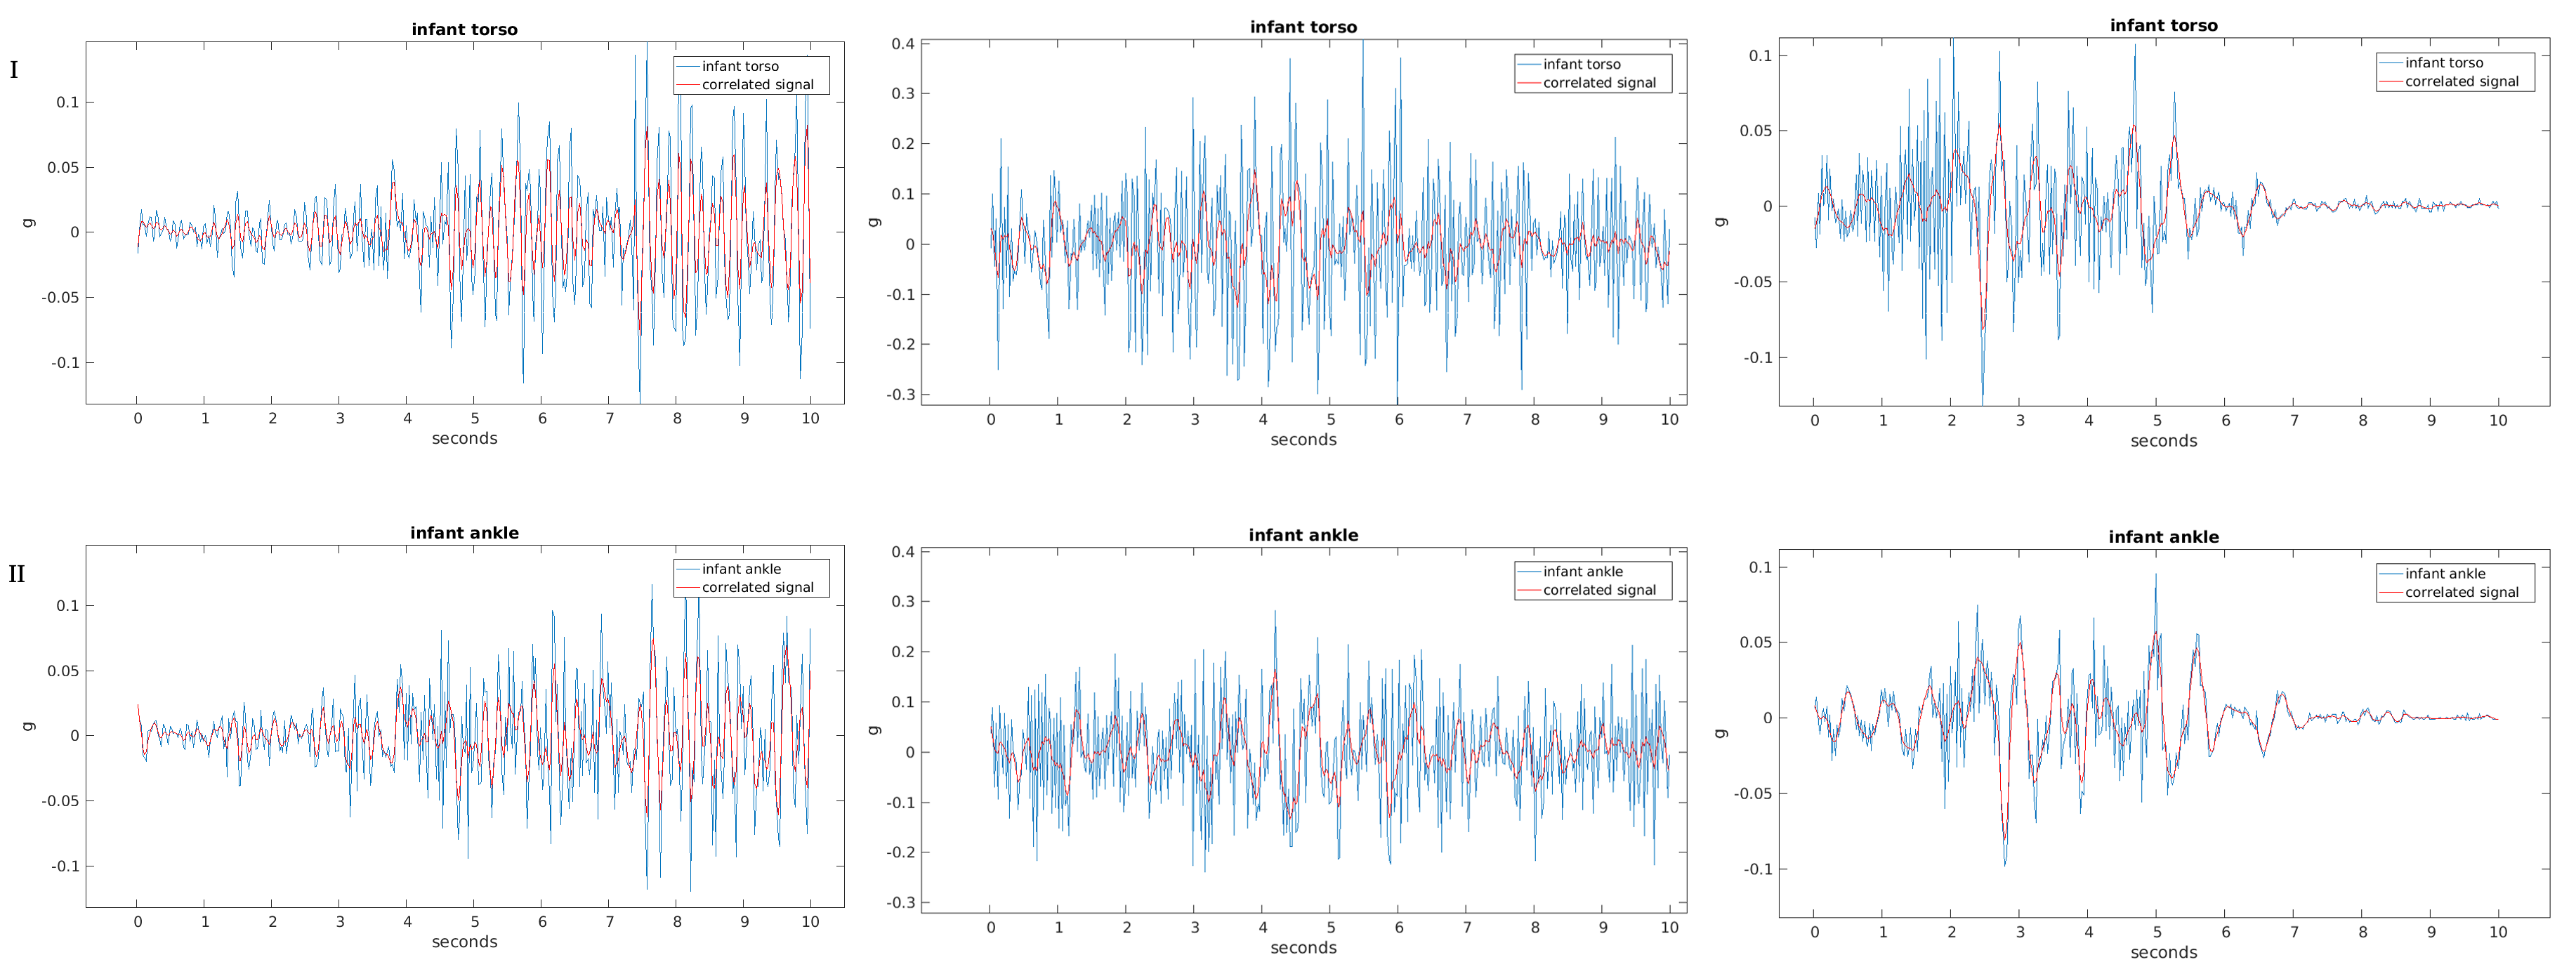 infant torso
I
0.1
0.05
0
-0.05
-0.1
g
infant torso
correlated signal
0 1 2 3 4 5 6 7 8 9 10
seconds
infant torso
0.4
0.3
0.2
0.1
0
-0.1
-0.2
-0.3
g
infant torso
correlated signal
0 1 2 3 4 5 6 7 8 9 10
seconds
infant torso
0.1
0.05
0
-0.05
-0.1
g
infant torso
correlated signal
0 1 2 3 4 5 6 7 8 9 10
seconds
infant ankle
II
0.1
0.05
0
-0.05
-0.1
g
infant ankle
correlated signal
0 1 2 3 4 5 6 7 8 9 10
seconds
infant ankle
0.4
0.3
0.2
0.1
0
-0.1
-0.2
-0.3
g
infant ankle
correlated signal
0 1 2 3 4 5 6 7 8 9 10
seconds
infant ankle
0.1
0.05
0
-0.05
-0.1
g
infant ankle
correlated signal
0 1 2 3 4 5 6 7 8 9 10
seconds